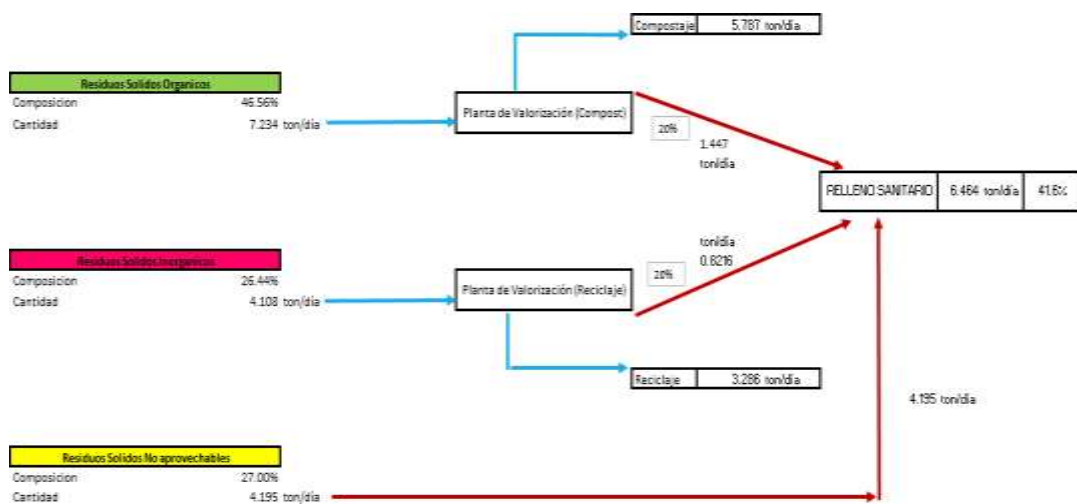 Compostaje 5.787 ton/día
Residuos Solidos Organicos
Composicion 46.56%
Cantidad 7.234 ton/día
Planta de Valorización (Compost)
20%
1.447
ton/día
RELLENO SANITARIO 6.464 ton/día 41.6%
ton/día
0.8216
Residuos Solidos Inorganicos
Composicion 26.44%
Cantidad 4.108 ton/día
Planta de Valorización (Reciclaje)
20%
Reciclaje 3.286 ton/día
4.195 ton/día
Residuos Solidos No aprovechables
Composicion 27.00%
Cantidad 4.195 ton/día